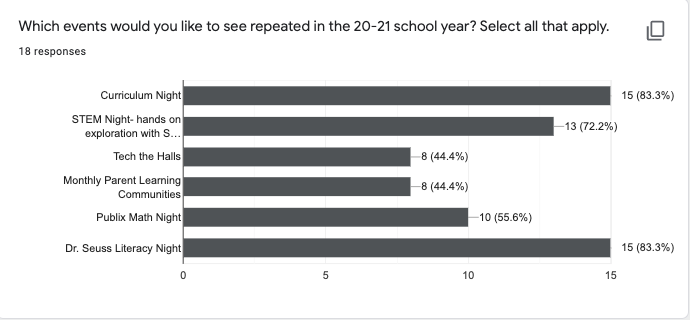 Which events would you like to see repeated in the 20-21 school year? Select all that apply.
18 responses
Curriculum Night
15 (83.3%)
STEM Night- hands on
exploration with S...
13 (72.2%)
Tech the Halls
8 (44.4%)
Monthly Parent Learning
Communities
8 (44.4%)
Publix Math Night
10 (55.6%)
Dr. Seuss Literacy Night
15 (83.3%)
0 5 10 15